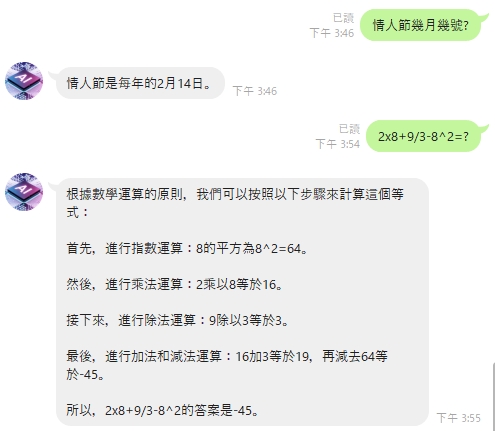 已讀
下午 3:46
情人節幾月幾號?
情人節是每年的2月14日。
下午 3:46
已讀
下午 3:54
2x8+9/3-8^2=?
根據數學運算的原則，我們可以按照以下步驟來計算這個等
式：
首先，進行指數運算：8的平方為8^2=64。
然後，進行乘法運算：2乘以8等於16。
接下來，進行除法運算：9除以3等於3。
最後，進行加法和減法運算：16加3等於19，再減去64等
於-45。
所以，2x8+9/3-8^2的答案是-45。
下午 3:55
AI
AI